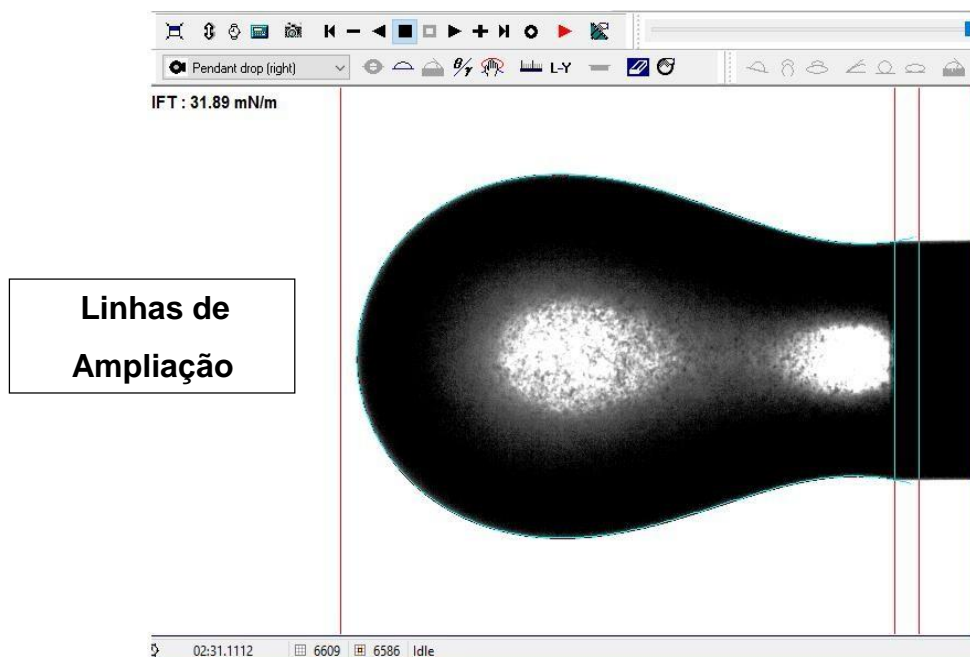 L-Y
Pendant drop (right)
θ/γ
IFT : 31.89 mN/m
Linhas de
Ampliação
02:31.1112 6609 6586 Idle